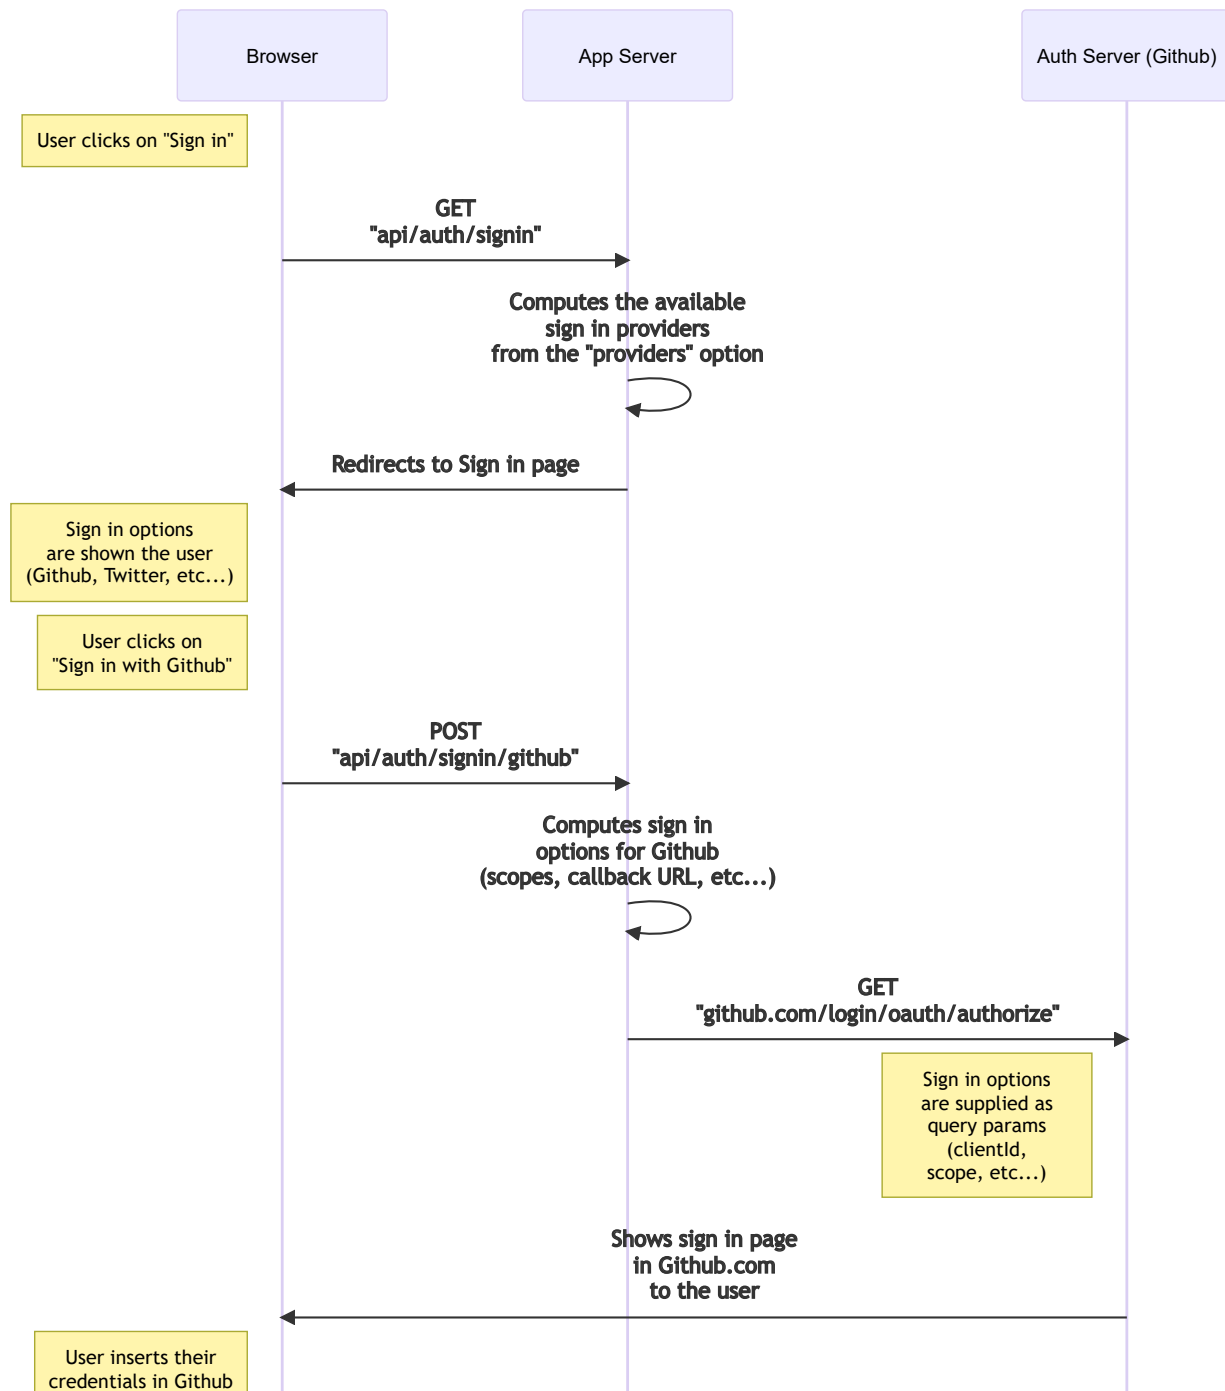 Browser
App Server
Auth Server (Github)
User clicks on "Sign in"
GET
"api/auth/signin"
Computes the available
sign in providers
from the "providers" option
Redirects to Sign in page
Sign in options
are shown the user
(Github, Twitter, etc...)
User clicks on
"Sign in with Github"
POST
"api/auth/signin/github"
Computes sign in
options for Github
(scopes, callback URL, etc...)
GET
"github.com/login/oauth/authorize"
Sign in options
are supplied as
query params
(clientId,
scope, etc...)
Shows sign in page
in Github.com
to the user
User inserts their
credentials in Github